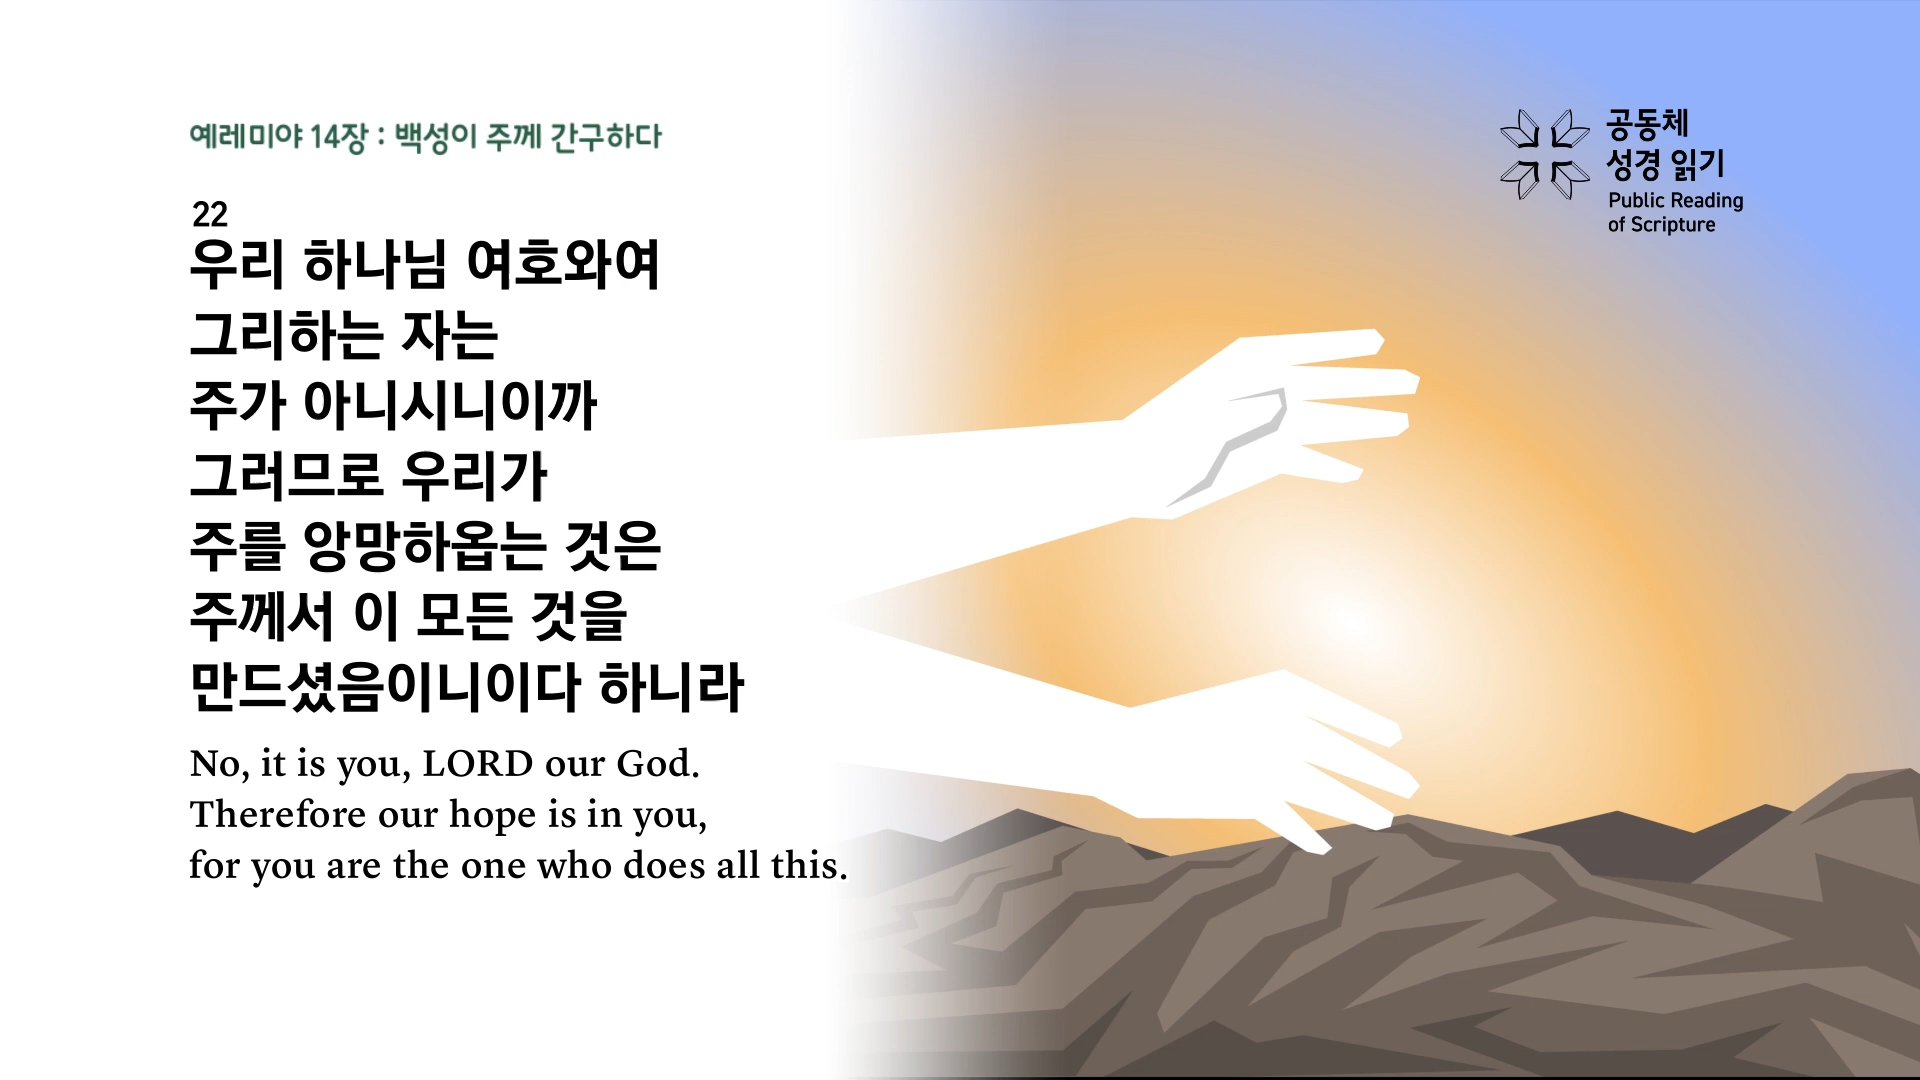 예레미야 14장 : 백성이 주께 간구하다
22
우리 하나님 여호와여
그리하는 자는
주가 아니시니이까
그러므로 우리가
주를 앙망하옵는 것은
주께서 이 모든 것을
만드셨음이니이다 하니라
No, it is you, LORD our God.
Therefore our hope is in you,
for you are the one who does all this.
공동체
성경 읽기
Public Reading
of Scripture